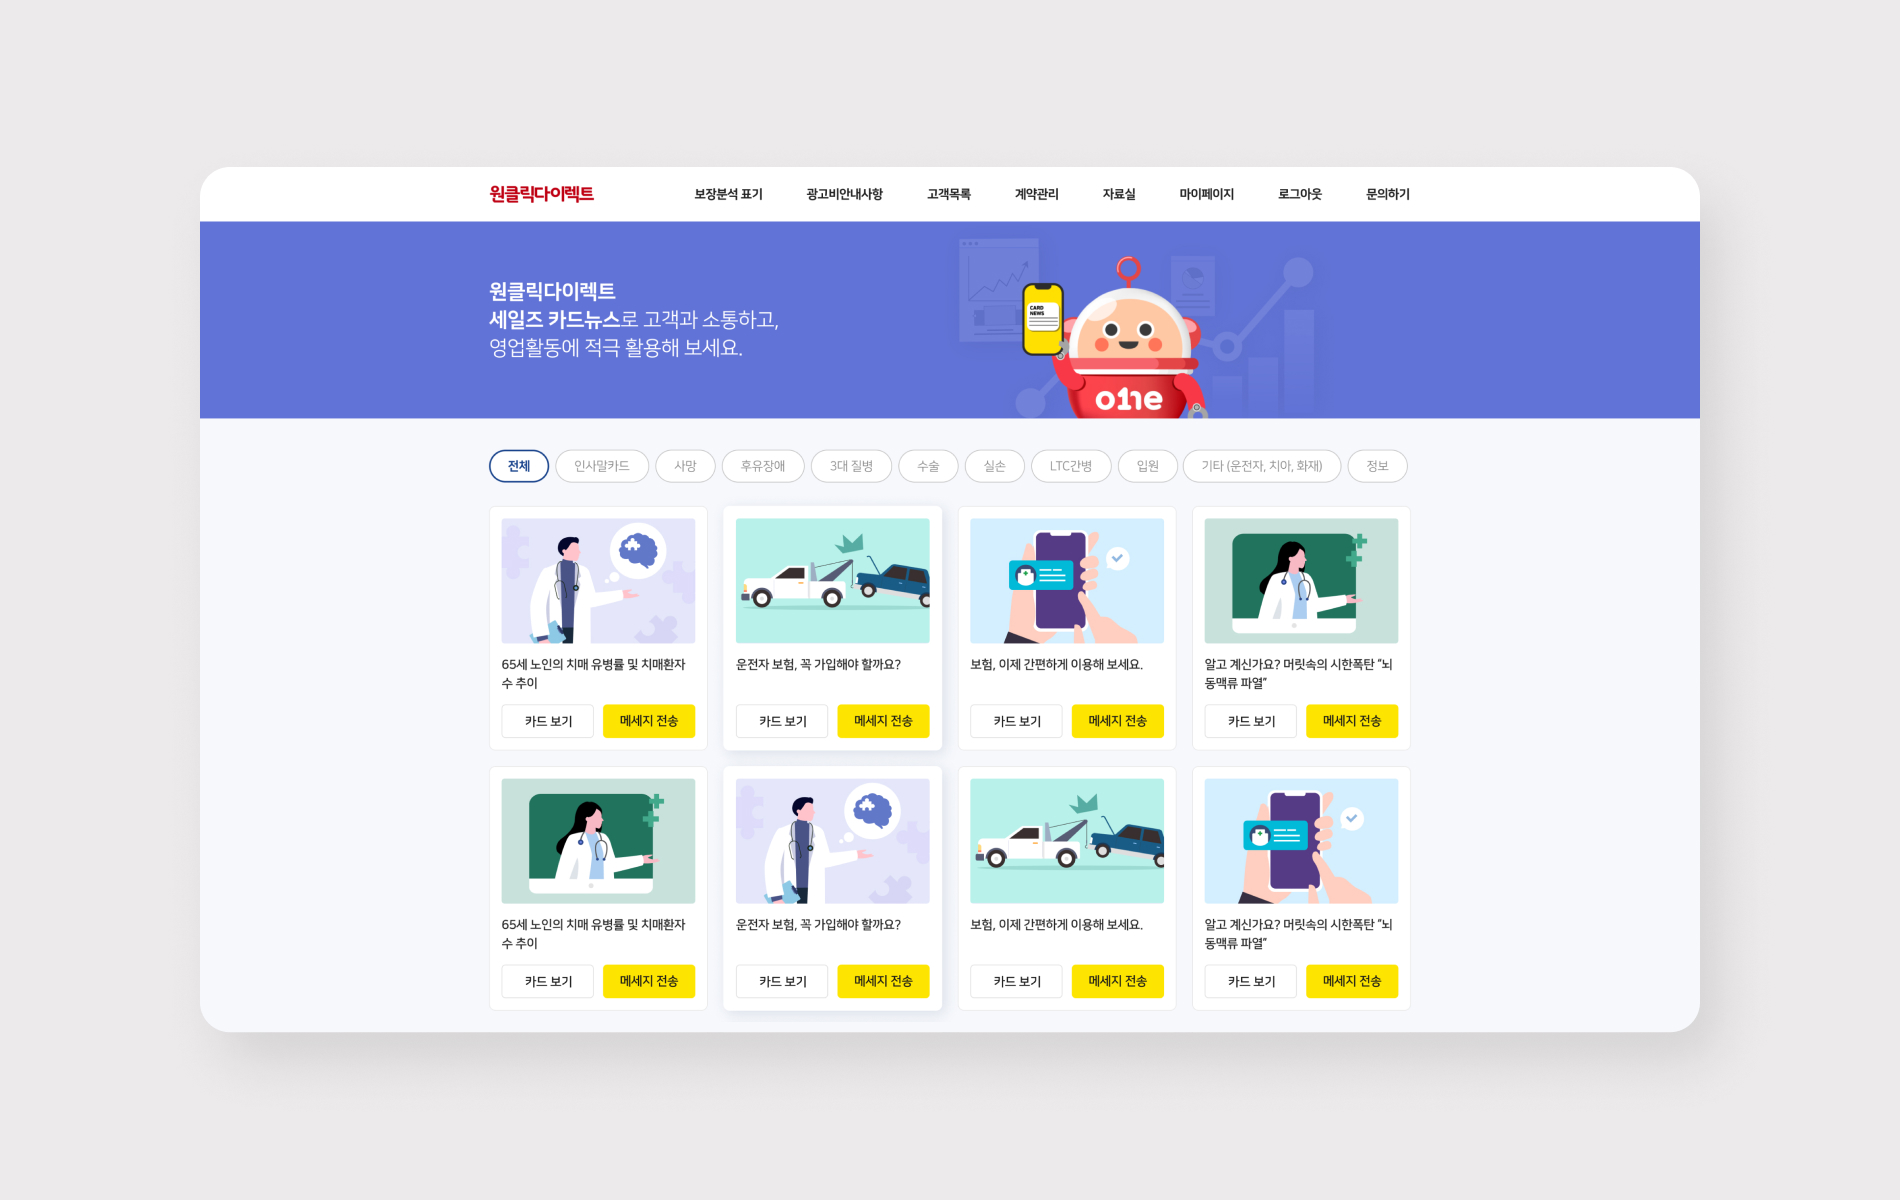 원클릭다이렉트
보장분석 표기
광고비안내사항
고객목록
계약관리
자료실
마이페이지
로그아웃
문의하기
원클릭다이렉트
세일즈 카드뉴스로 고객과 소통하고,
영업활동에 적극 활용해 보세요.
CARD
NEWS
one
전체
인사말카드
사망
후유장애
3대 질병
수술
실손
LTC간병
입원
기타 (운전자, 치아, 화재)
정보
65세 노인의 치매 유병률 및 치매환자
수 추이
카드 보기
메세지 전송
운전자 보험, 꼭 가입해야 할까요?
카드 보기
메세지 전송
보험, 이제 간편하게 이용해 보세요.
카드 보기
메세지 전송
알고 계신가요? 머릿속의 시한폭탄 “뇌
동맥류 파열”
카드 보기
메세지 전송
65세 노인의 치매 유병률 및 치매환자
수 추이
카드 보기
메세지 전송
운전자 보험, 꼭 가입해야 할까요?
카드 보기
메세지 전송
보험, 이제 간편하게 이용해 보세요.
카드 보기
메세지 전송
알고 계신가요? 머릿속의 시한폭탄 “뇌
동맥류 파열”
카드 보기
메세지 전송